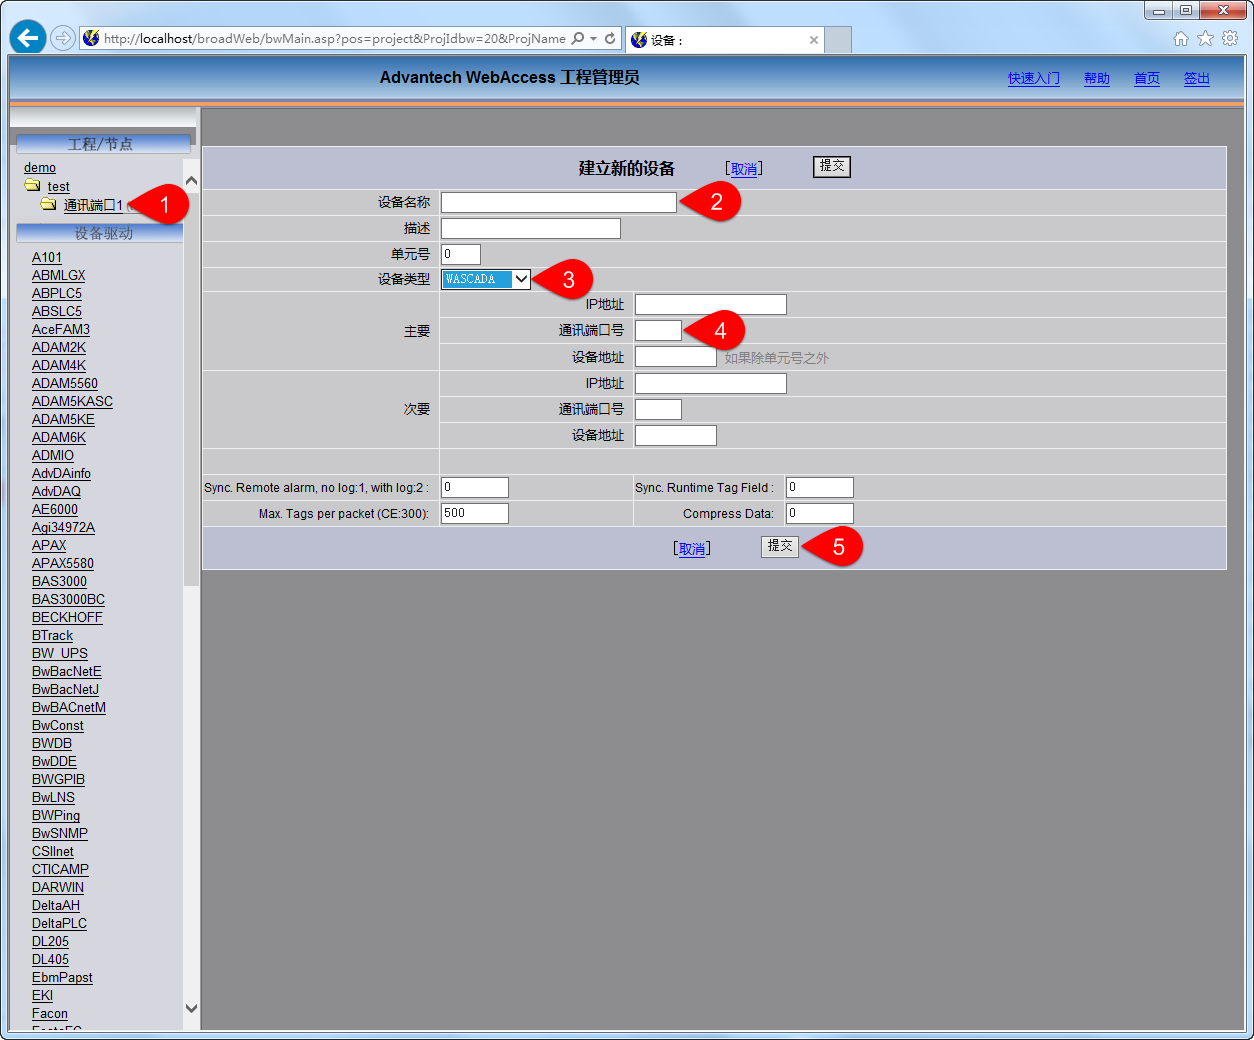 http://localhost/broadWeb/bwMain.asp?pos=project&ProjIdbw=20&ProjName
设备 :
Advantech WebAccess 工程管理员
快速入门 帮助 首页 签出
工程/节点
demo
test
通讯端口1
1
设备驱动
A101
ABMLGX
ABPLC5
ABSLC5
AceFAM3
ADAM2K
ADAM4K
ADAM5560
ADAM5KASC
ADAM5KE
ADAM6K
ADMIO
AdvDAinfo
AdvDAQ
AE6000
Agi34972A
APAX
APAX5580
BAS3000
BAS3000BC
BECKHOFF
BTrack
BW_UPS
BwBacNetE
BwBacNetJ
BwBACnetM
BwConst
BWDB
BwDDE
BWGPIB
BwLNS
BWPing
BwSNMP
CSIInet
CTICAMP
DARWIN
DeltaAH
DeltaPLC
DL205
DL405
EbmPapst
EKI
Facon
建立新的设备 [取消] 提交
设备名称 2
描述
单元号 0
设备类型 WASCADA 3
主要
IP地址
通讯端口号 4
设备地址 如果除单元号之外
次要
IP地址
通讯端口号
设备地址
Sync. Remote alarm, no log:1, with log:2 : 0 Sync. Runtime Tag Field : 0
Max. Tags per packet (CE:300): 500 Compress Data: 0
[取消] 提交 5